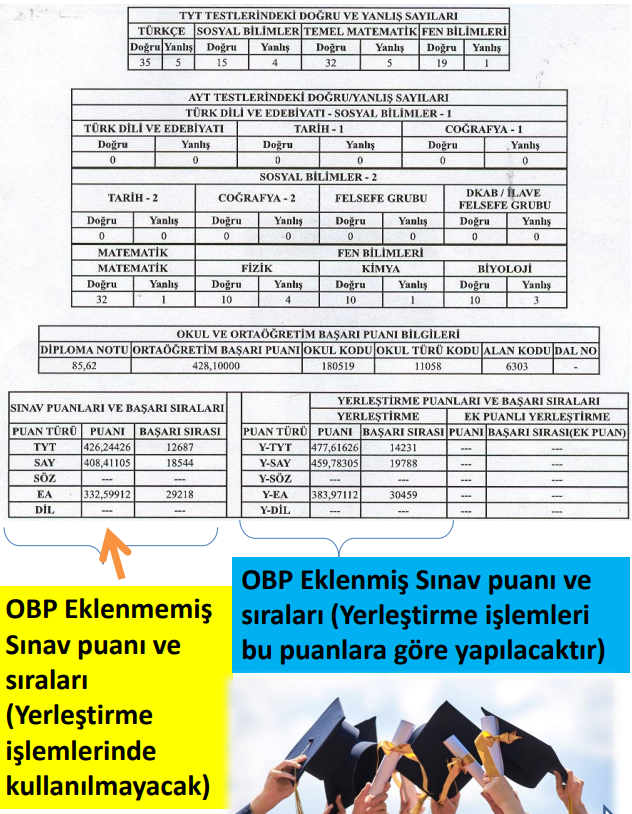 TYT TESTLERİNDEKİ DOĞRU VE YANLIŞ SAYILARI
TÜRKÇE SOSYAL BİLİMLER TEMEL MATEMATİK FEN BİLİMLERİ
Doğru Yanlış Doğru Yanlış Doğru Yanlış Doğru Yanlış
35 5 15 4 32 5 19 1
AYT TESTLERİNDEKİ DOĞRU/YANLIŞ SAYILARI
TÜRK DİLİ VE EDEBİYATI - SOSYAL BİLİMLER - 1
TÜRK DİLİ VE EDEBİYATI TARİH - 1 COĞRAFYA - 1
Doğru Yanlış Doğru Yanlış Doğru Yanlış
0 0 0 0 0 0
SOSYAL BİLİMLER - 2
TARİH - 2 COĞRAFYA - 2 FELSEFE GRUBU DKAB / İLAVE
FELSEFE GRUBU
Doğru Yanlış Doğru Yanlış Doğru Yanlış Doğru Yanlış
0 0 0 0 0 0 0 0
MATEMATİK FEN BİLİMLERİ
MATEMATİK FİZİK KİMYA BİYOLOJİ
Doğru Yanlış Doğru Yanlış Doğru Yanlış Doğru Yanlış
32 1 10 4 10 1 10 3
OKUL VE ORTAÖĞRETİM BAŞARI PUANI BİLGİLERİ
DİPLOMA NOTU ORTAÖĞRETİM BAŞARI PUANI OKUL KODU OKUL TÜRÜ KODU ALAN KODU DAL NO
85,62 428,10000 180519 11058 6303 -
SINAV PUANLARI VE BAŞARI SIRALARI
PUAN TÜRÜ PUANI BAŞARI SIRASI
TYT 426,24426 12687
SAY 408,41105 18544
SÖZ --- ---
EA 332,59912 29218
DİL --- ---
YERLEŞTİRME PUANLARI VE BAŞARI SIRALARI
YERLEŞTİRME EK PUANLI YERLEŞTİRME
PUAN TÜRÜ PUANI BAŞARI SIRASI PUANI BAŞARI SIRASI(EK PUAN)
Y-TYT 477,61626 14231 --- ---
Y-SAY 459,78305 19788 --- ---
Y-SÖZ --- --- --- ---
Y-EA 383,97112 30459 --- ---
Y-DİL --- --- --- ---
OBP Eklenmemiş
Sınav puanı ve
sıraları
(Yerleştirme
işlemlerinde
kullanılmayacak)
OBP Eklenmiş Sınav puanı ve
sıraları (Yerleştirme işlemleri
bu puanlara göre yapılacaktır)